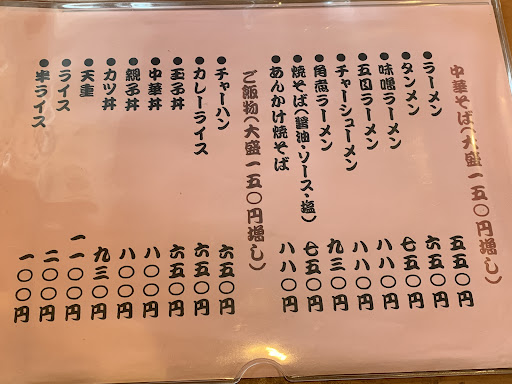 中華そば(大盛一五〇円増し)
●ラーメン 五五〇円
●タンメン 六五〇円
●味噌ラーメン 七五〇円
●五目ラーメン 八八〇円
●チャーシューメン 八八〇円
●角煮ラーメン 九三〇円
●焼そば(醤油・ソース・塩) 七五〇円
●あんかけ焼そば 八八〇円
ご飯物(大盛一五〇円増し)
●チャーハン 六五〇円
●カレーライス 六五〇円
●玉子丼 六五〇円
●中華丼 八〇〇円
●親子丼 八〇〇円
●カツ丼 九三〇円
●天重 一一〇〇円
●ライス 二〇〇円
●半ライス 一〇〇円